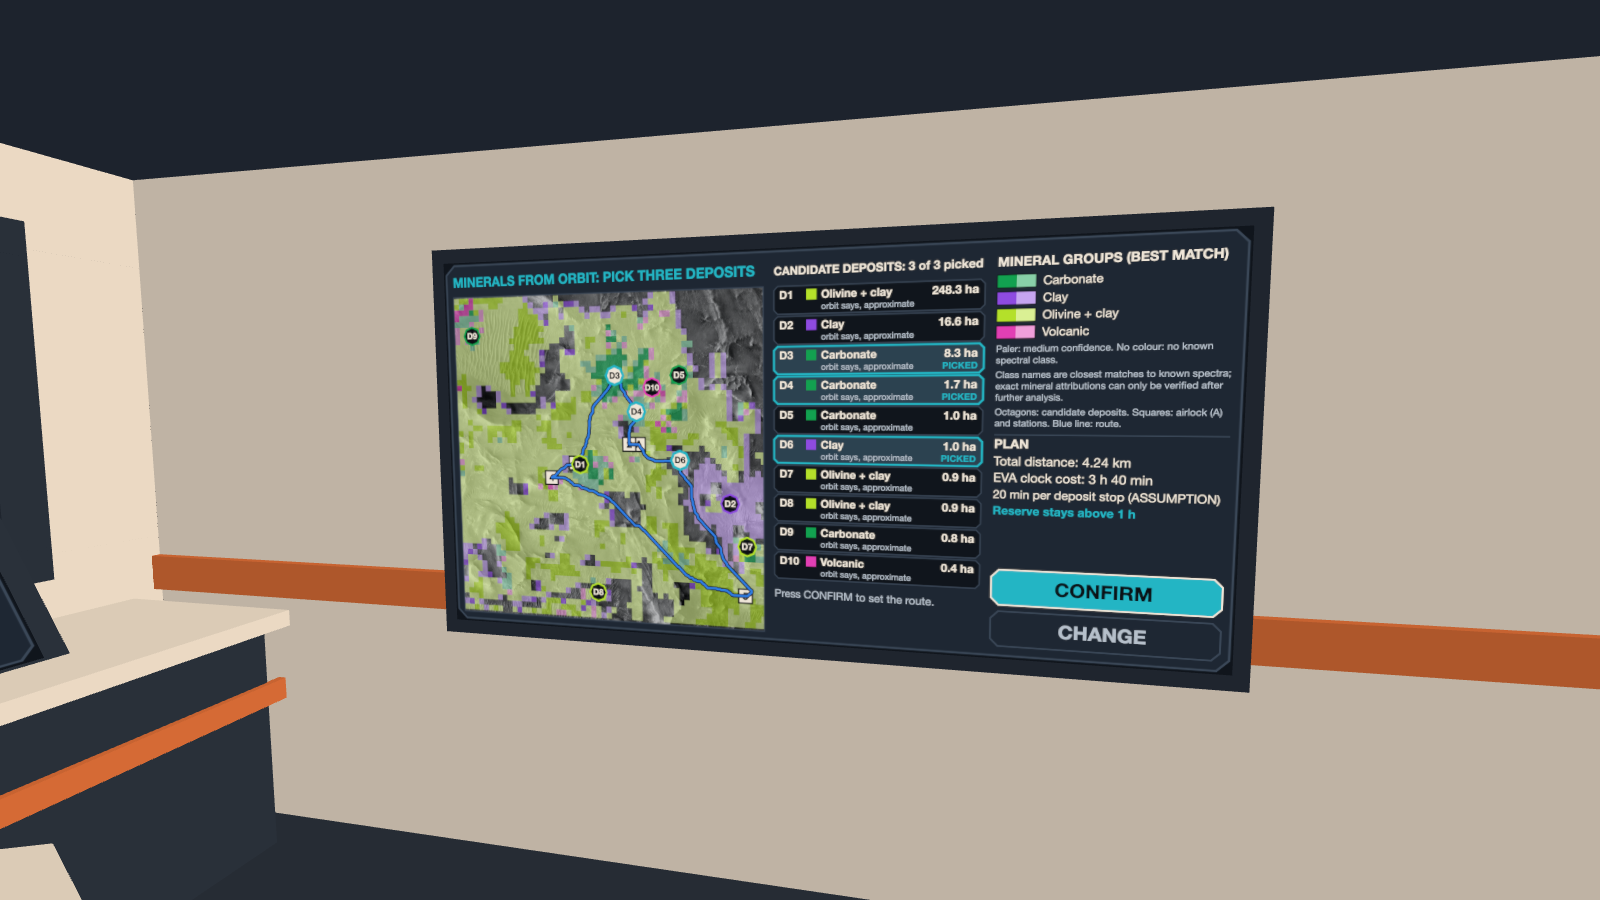 MINERALS FROM ORBIT: PICK THREE DEPOSITS
D9
D3
D5
D10
D4
D1
D6
D2
D7
D8
CANDIDATE DEPOSITS: 3 of 3 picked
D1 Olivine + clay 248.3 ha
orbit says, approximate
D2 Clay 16.6 ha
orbit says, approximate
D3 Carbonate 8.3 ha
orbit says, approximate PICKED
D4 Carbonate 1.7 ha
orbit says, approximate PICKED
D5 Carbonate 1.0 ha
orbit says, approximate
D6 Clay 1.0 ha
orbit says, approximate PICKED
D7 Olivine + clay 0.9 ha
orbit says, approximate
D8 Olivine + clay 0.9 ha
orbit says, approximate
D9 Carbonate 0.8 ha
orbit says, approximate
D10 Volcanic 0.4 ha
orbit says, approximate
Press CONFIRM to set the route.
MINERAL GROUPS (BEST MATCH)
Carbonate
Clay
Olivine + clay
Volcanic
Paler: medium confidence. No colour: no known
spectral class.
Class names are closest matches to known spectra;
exact mineral attributions can only be verified after
further analysis.
Octagons: candidate deposits. Squares: airlock (A)
and stations. Blue line: route.
PLAN
Total distance: 4.24 km
EVA clock cost: 3 h 40 min
20 min per deposit stop (ASSUMPTION)
Reserve stays above 1 h
CONFIRM
CHANGE